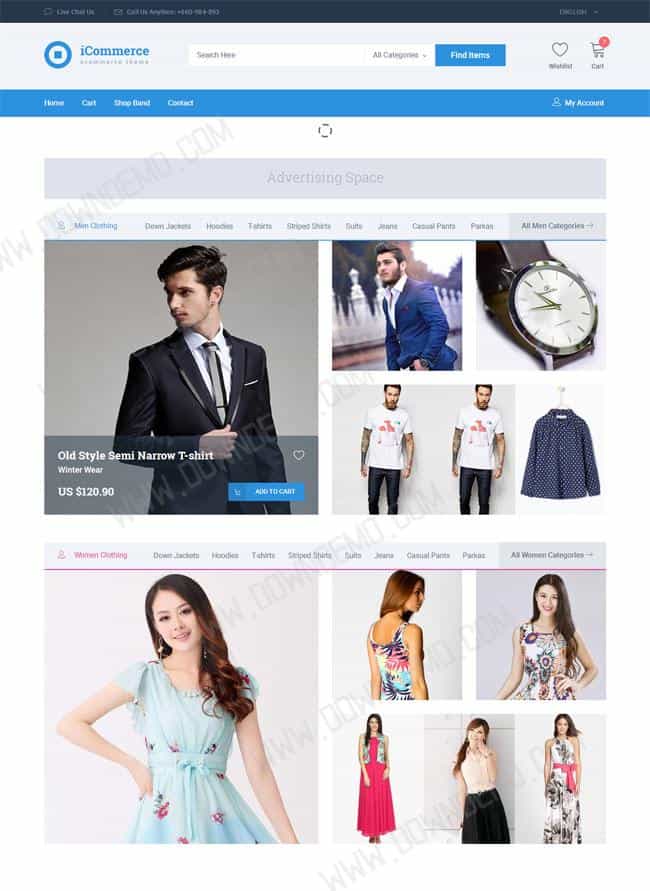 Live Chat Us Call Us Anytime: +660-984-893 ENGLISH
iCommerce
ecommerce theme
Search Here All Categories Find Items
7
Wishlist Cart
Home Cart Shop Band Contact My Account
Advertising Space
Men Clothing Down Jackets Hoodies T-shirts Striped Shirts Suits Jeans Casual Pants Parkas All Men Categories
Old Style Semi Narrow T-shirt
Winter Wear
US $120.90 ADD TO CART
Women Clothing Down Jackets Hoodies T-shirts Striped Shirts Suits Jeans Casual Pants Parkas All Women Categories
WWW.DOWNDEMO.COM